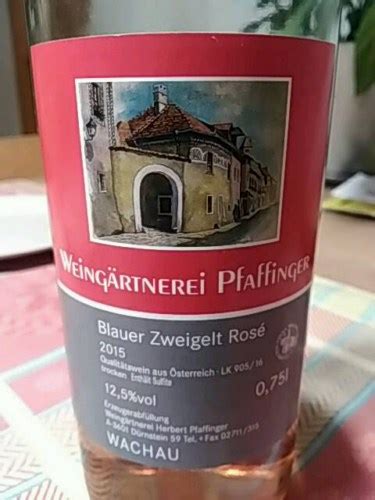 Weingärtnerei Pfaffinger
Blauer Zweigelt Rosé
2015
Qualitätswein aus Österreich · LK 905/16
trocken Enthält Sulfite
12,5%vol 0,75l
Erzeugerabfüllung
Weingärtnerei Herbert Pfaffinger
A-3601 Dürnstein 59 Tel. + Fax 02711/315
WACHAU